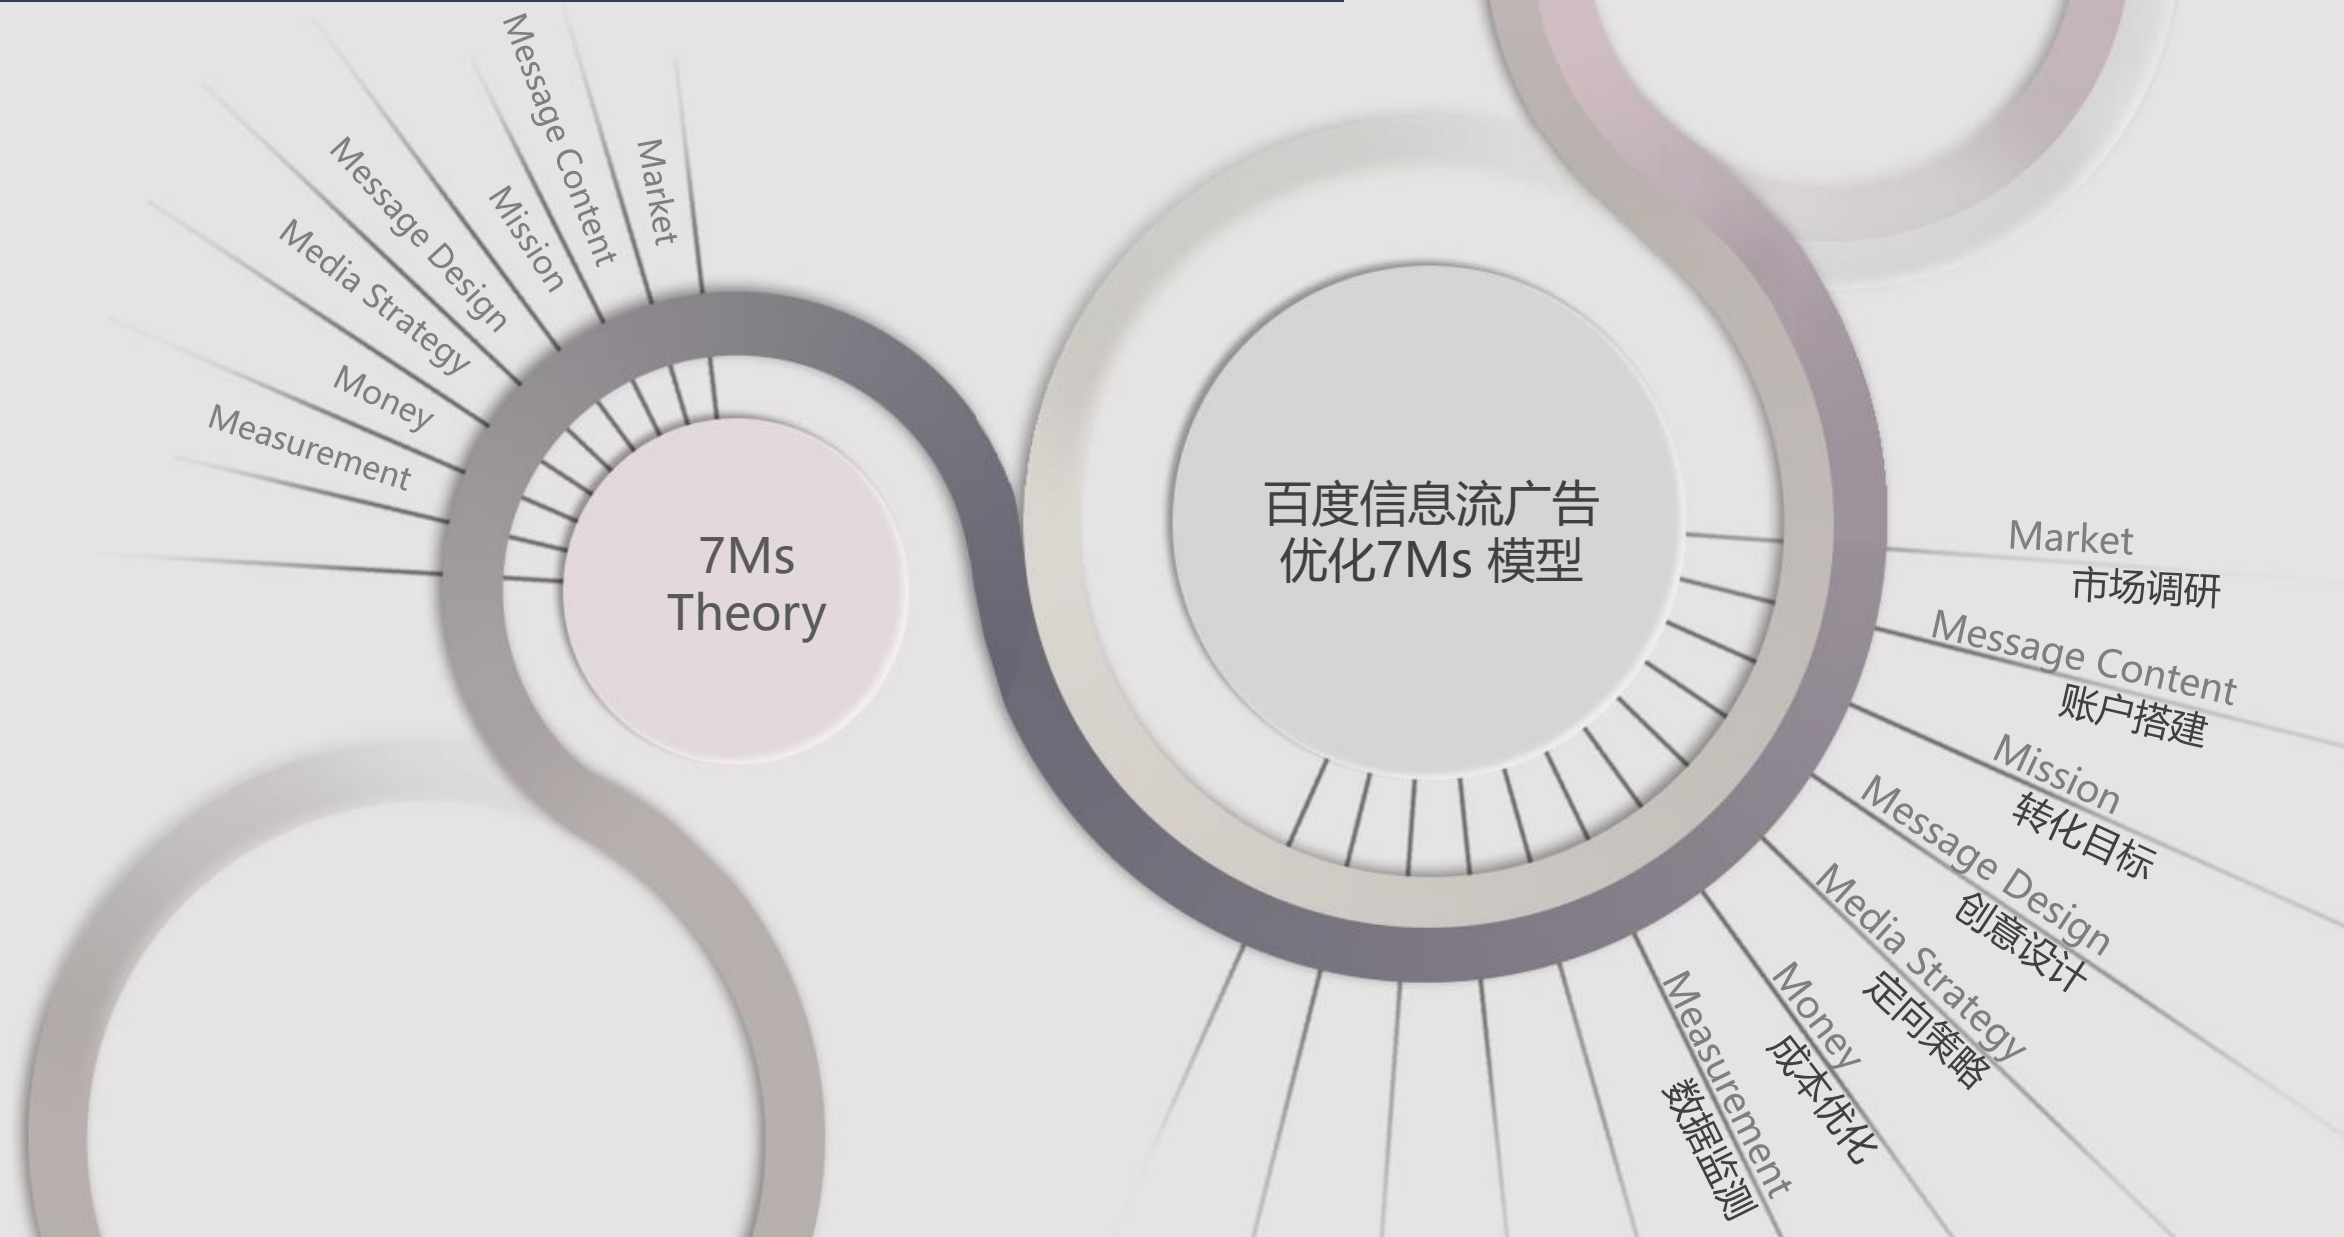 Market
Message Content
Mission
Message Design
Media Strategy
Money
Measurement
7Ms
Theory
百度信息流广告
优化7Ms 模型
Market
市场调研
Message Content
账户搭建
Mission
转化目标
Message Design
创意设计
Media Strategy
定向策略
Money
成本优化
Measurement
数据监测